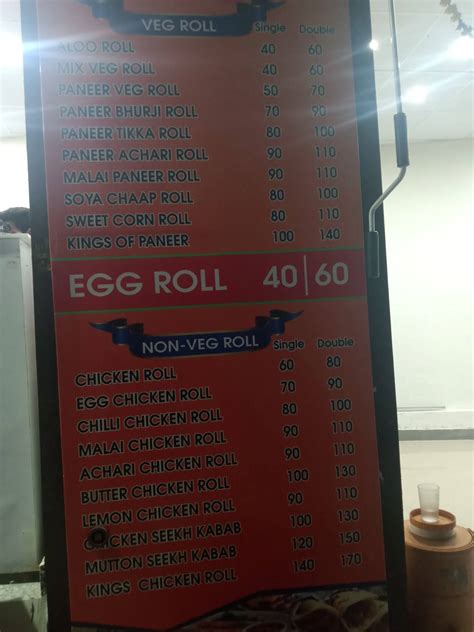 VEG ROLL Single Double
ALOO ROLL 40 60
MIX VEG ROLL 40 60
PANEER VEG ROLL 50 70
PANEER BHURJI ROLL 70 90
PANEER TIKKA ROLL 80 100
PANEER ACHARI ROLL 90 110
MALAI PANEER ROLL 90 110
SOYA CHAAP ROLL 80 100
SWEET CORN ROLL 80 100
KINGS OF PANEER 100 140
EGG ROLL 40 | 60
NON-VEG ROLL Single Double
CHICKEN ROLL 60 80
EGG CHICKEN ROLL 70 90
CHILLI CHICKEN ROLL 80 100
MALAI CHICKEN ROLL 90 110
ACHARI CHICKEN ROLL 90 110
BUTTER CHICKEN ROLL 100 130
LEMON CHICKEN ROLL 90 110
CHICKEN SEEKH KABAB 100 130
MUTTON SEEKH KABAB 120 150
KINGS CHICKEN ROLL 140 170